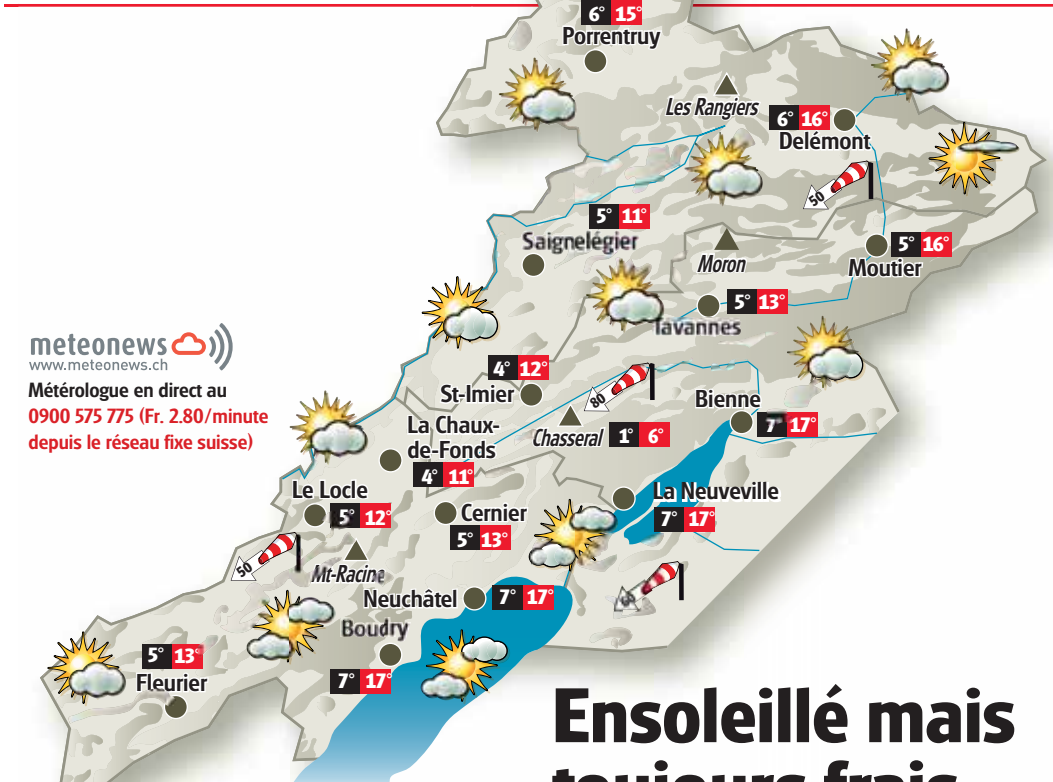 6° 15°
Porrentruy
Les Rangiers
6° 16°
Delémont
50
5° 11°
Saignelégier
Moron
5° 16°
Moutier
5° 13°
Tavannes
meteonews
www.meteonews.ch
Métérologue en direct au
0900 575 775 (Fr. 2.80/minute
depuis le réseau fixe suisse)
4° 12°
St-Imier
80
Chasseral 1° 6°
Bienne
7° 17°
La Chaux-
de-Fonds
4° 11°
Le Locle
5° 12°
Cernier
5° 13°
La Neuveville
7° 17°
50
Mt-Racine
Neuchâtel 7° 17°
Boudry
7° 17°
5° 13°
Fleurier
Ensoleillé mais
toujours frais